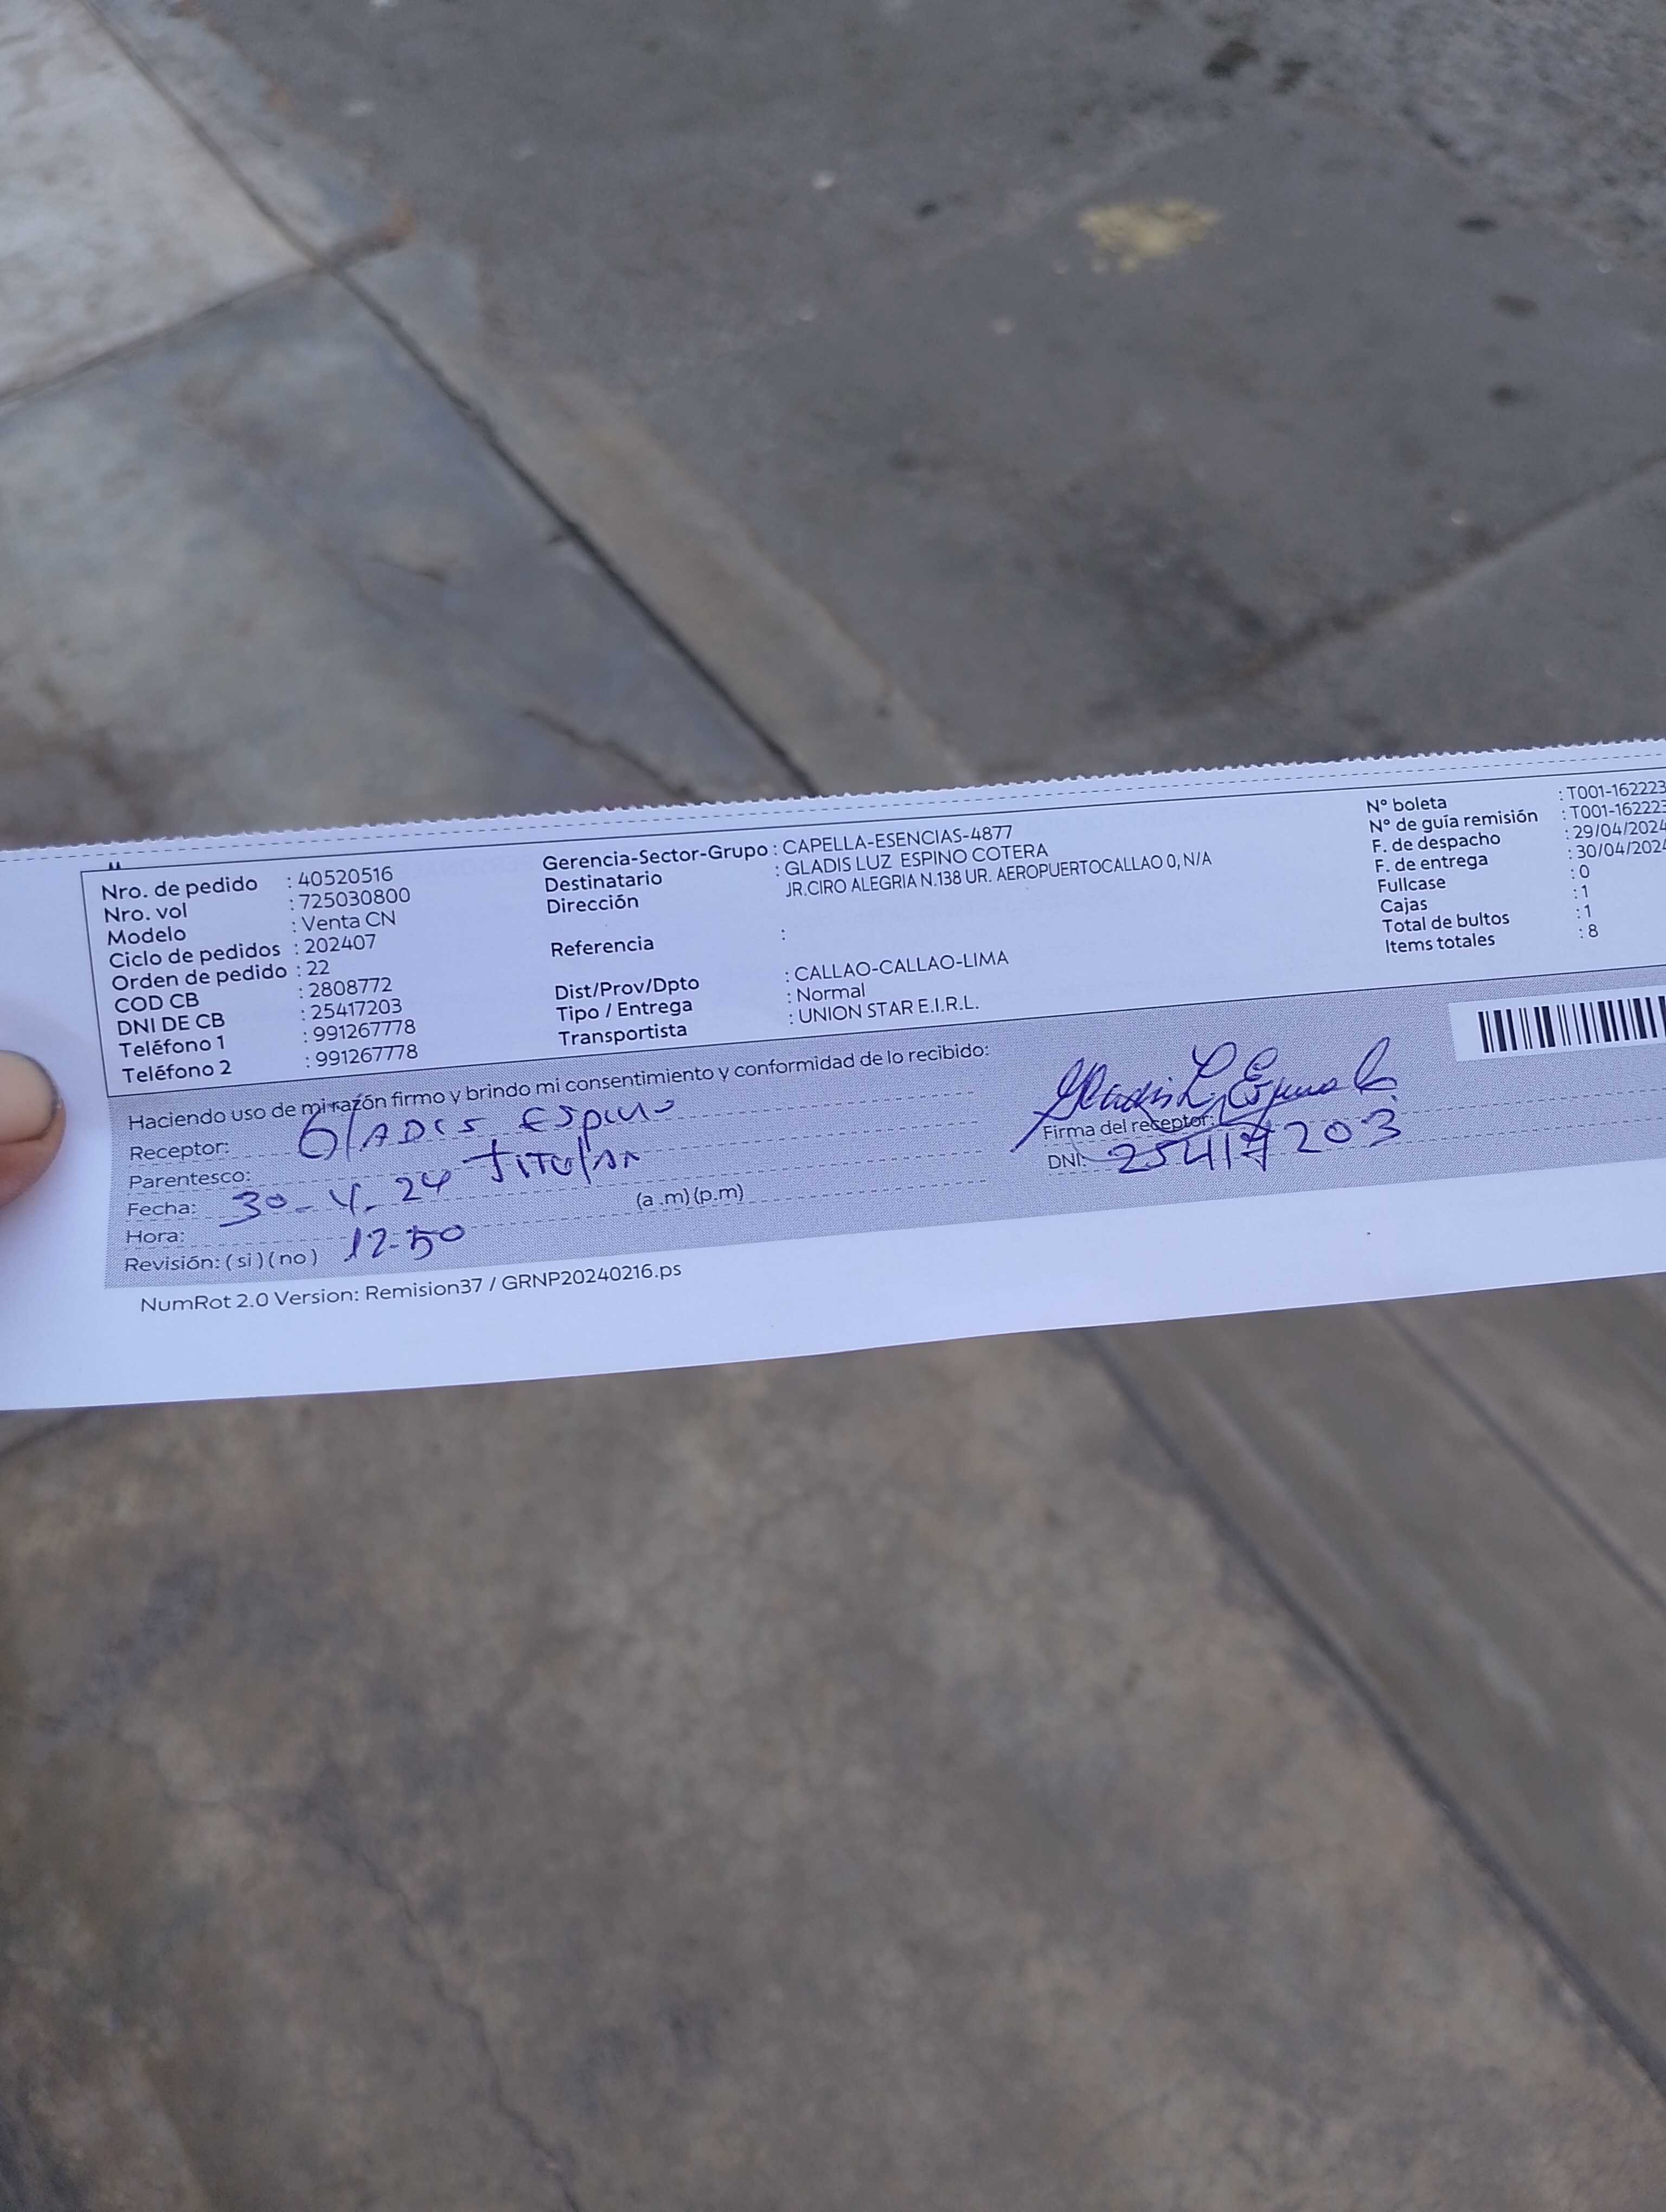 Nro. de pedido : 40520516
Nro. vol : 725030800
Modelo : Venta CN
Ciclo de pedidos : 202407
Orden de pedido : 22
COD CB : 2808772
DNI DE CB : 25417203
Teléfono 1 : 991267778
Teléfono 2 : 991267778
Gerencia-Sector-Grupo : CAPELLA-ESENCIAS-4877
Destinatario : GLADIS LUZ ESPINO COTERA
Dirección JR.CIRO ALEGRIA N.138 UR. AEROPUERTOCALLAO 0, N/A
Referencia :
Dist/Prov/Dpto : CALLAO-CALLAO-LIMA
Tipo / Entrega : Normal
Transportista : UNION STAR E.I.R.L.
N° boleta : T001-162223
N° de guía remisión : T001-162223
F. de despacho : 29/04/2024
F. de entrega : 30/04/2024
Fullcase : 0
Cajas : 1
Total de bultos : 1
Items totales : 8
Haciendo uso de mi razón firmo y brindo mi consentimiento y conformidad de lo recibido:
Receptor: GlADIS Espino
Parentesco: TITUlAR
Fecha: 30-4-24
Hora: 12-50 (a .m) (p.m)
Revisión: ( si ) ( no )
Gladis L. Espino C.
Firma del receptor:
DNI: 25417203
NumRot 2.0 Version: Remision37 / GRNP20240216.ps